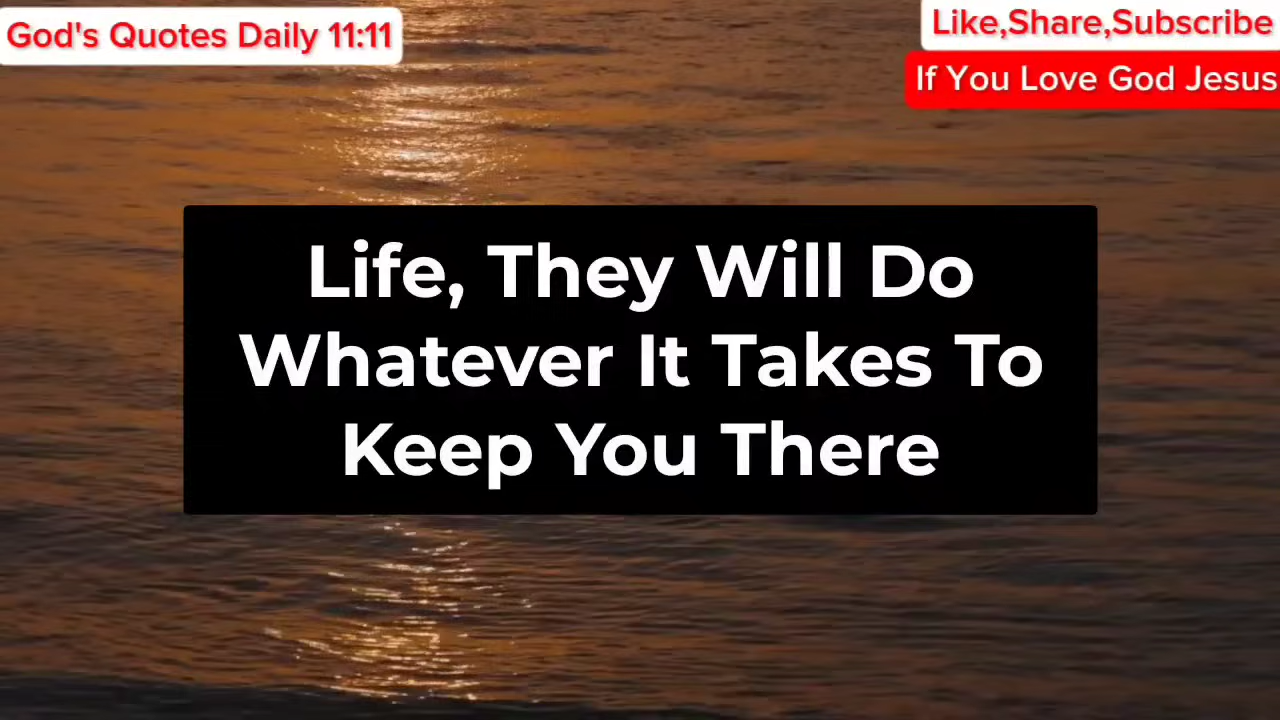 God's Quotes Daily 11:11
Like,Share,Subscribe
If You Love God Jesus
Life, They Will Do
Whatever It Takes To
Keep You There